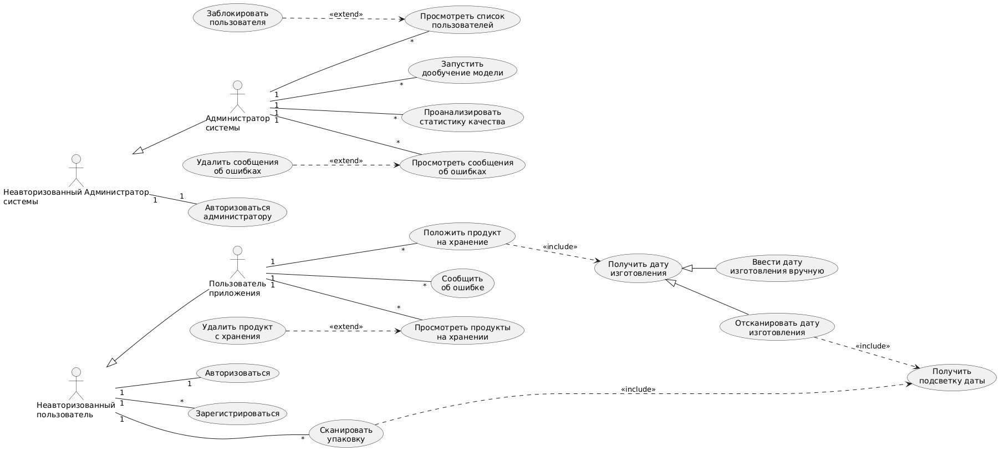 Заблокировать
пользователя
«extend»
Просмотреть список
пользователей
*
Запустить
дообучение модели
*
1
1
1
1
Администратор
системы
Проанализировать
статистику качества
*
*
Удалить сообщения
об ошибках
«extend»
Просмотреть сообщения
об ошибках
Неавторизованный Администратор
системы
1
1
Авторизоваться
администратору
Положить продукт
на хранение
*
«include»
Получить дату
изготовления
Ввести дату
изготовления вручную
1
1
1
Пользователь
приложения
Сообщить
об ошибке
*
*
Удалить продукт
с хранения
«extend»
Просмотреть продукты
на хранении
Отсканировать дату
изготовления
«include»
Получить
подсветку даты
Авторизоваться
1
1
Неавторизованный
пользователь
1
*
Зарегистрироваться
1
*
Сканировать
упаковку
«include»